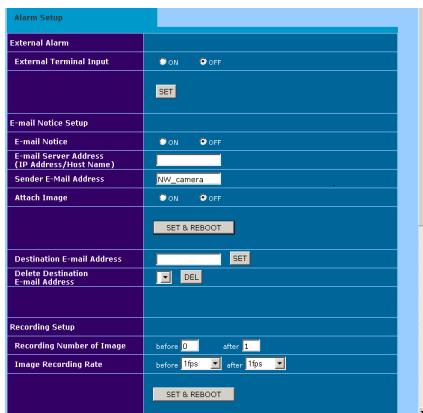 Alarm Setup
External Alarm
External Terminal Input ON OFF
SET
E-mail Notice Setup
E-mail Notice ON OFF
E-mail Server Address
(IP Address/Host Name)
Sender E-Mail Address NW_camera
Attach Image ON OFF
SET & REBOOT
Destination E-mail Address SET
Delete Destination
E-mail Address DEL
Recording Setup
Recording Number of Image before 0 after 1
Image Recording Rate before 1fps after 1fps
SET & REBOOT